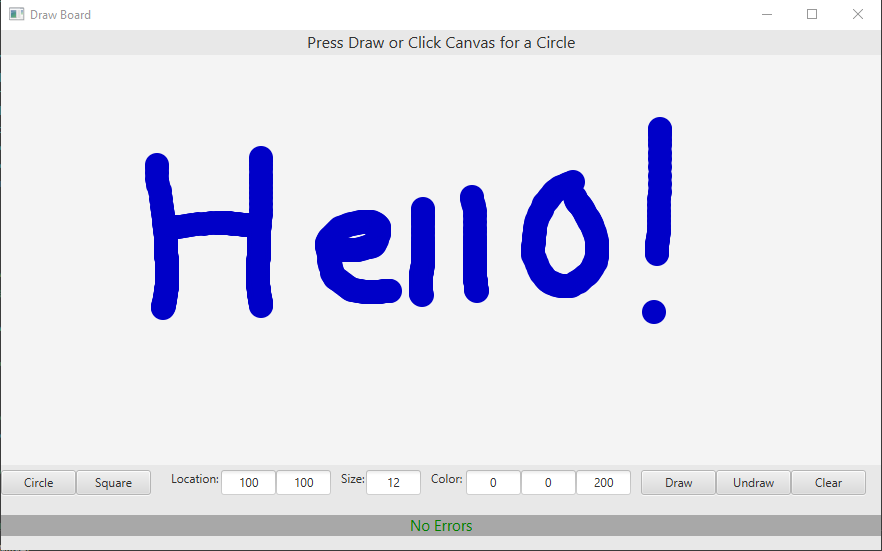 Draw Board
Press Draw or Click Canvas for a Circle
Hello!
Circle Square Location: 100 100 Size: 12 Color: 0 0 200 Draw Undraw Clear
No Errors